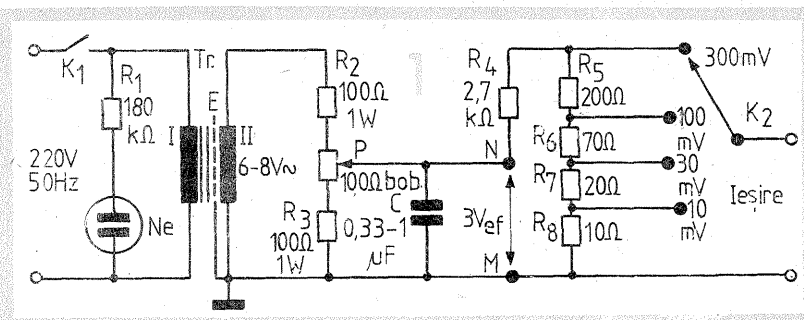 K1
R1
180
kΩ
220V
50Hz
Ne
Tr.
E
I
II
6-8V~
R2
100Ω
1W
P
100Ω bob.
R3
100Ω
1W
C
0,33-1
μF
R4
2,7
kΩ
N
3Vef
M
R5
200Ω
R6
70Ω
R7
20Ω
R8
10Ω
300mV
100
mV
30
mV
10
mV
K2
Ieșire